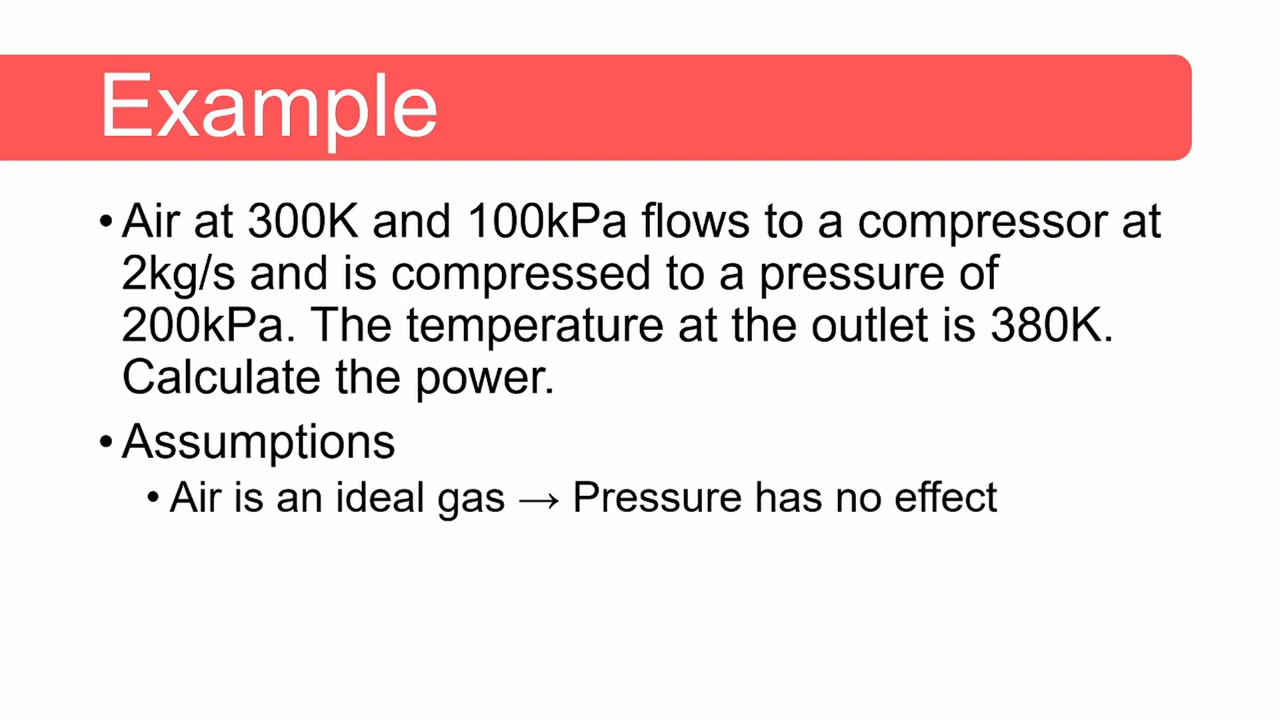 Example
•Air at 300K and 100kPa flows to a compressor at
2kg/s and is compressed to a pressure of
200kPa. The temperature at the outlet is 380K.
Calculate the power.
•Assumptions
•Air is an ideal gas → Pressure has no effect